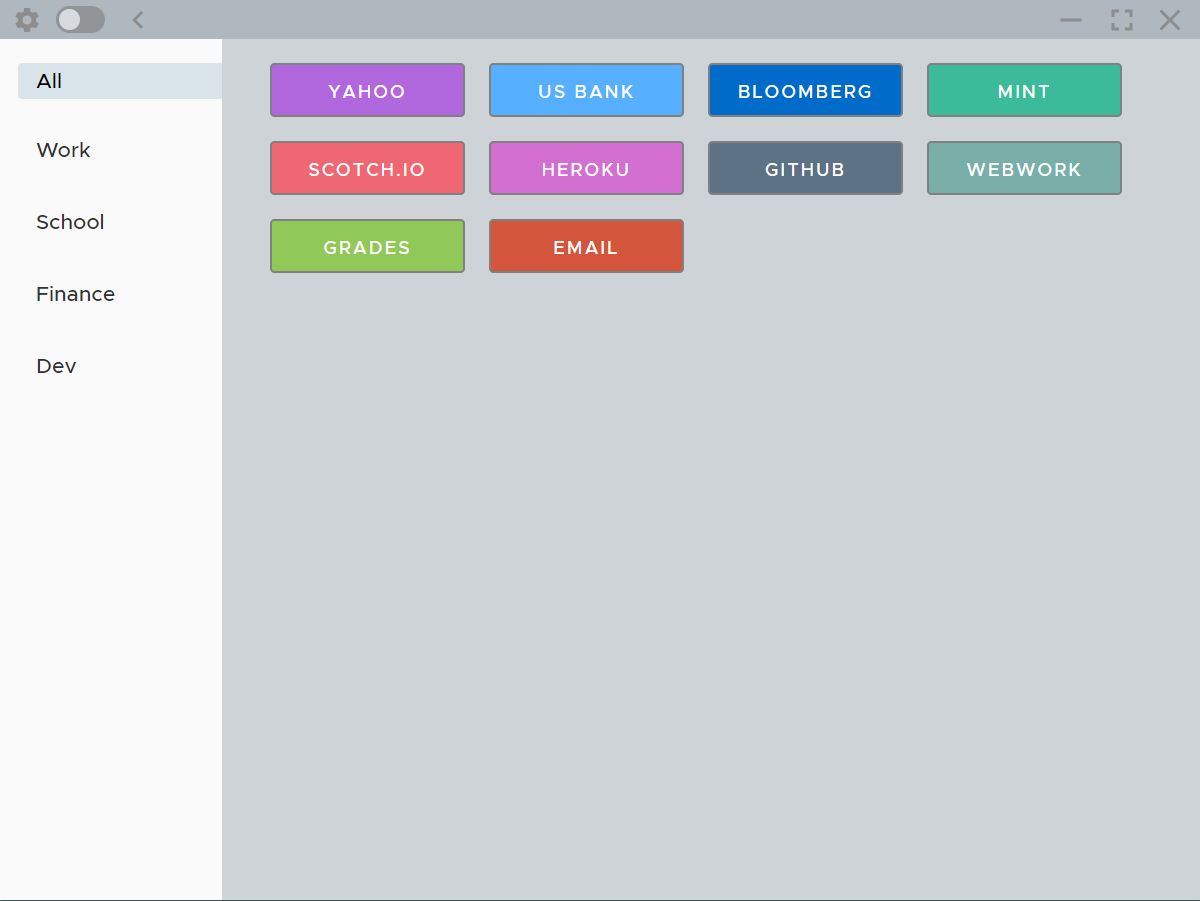 All
Work
School
Finance
Dev
YAHOO
US BANK
BLOOMBERG
MINT
SCOTCH.IO
HEROKU
GITHUB
WEBWORK
GRADES
EMAIL